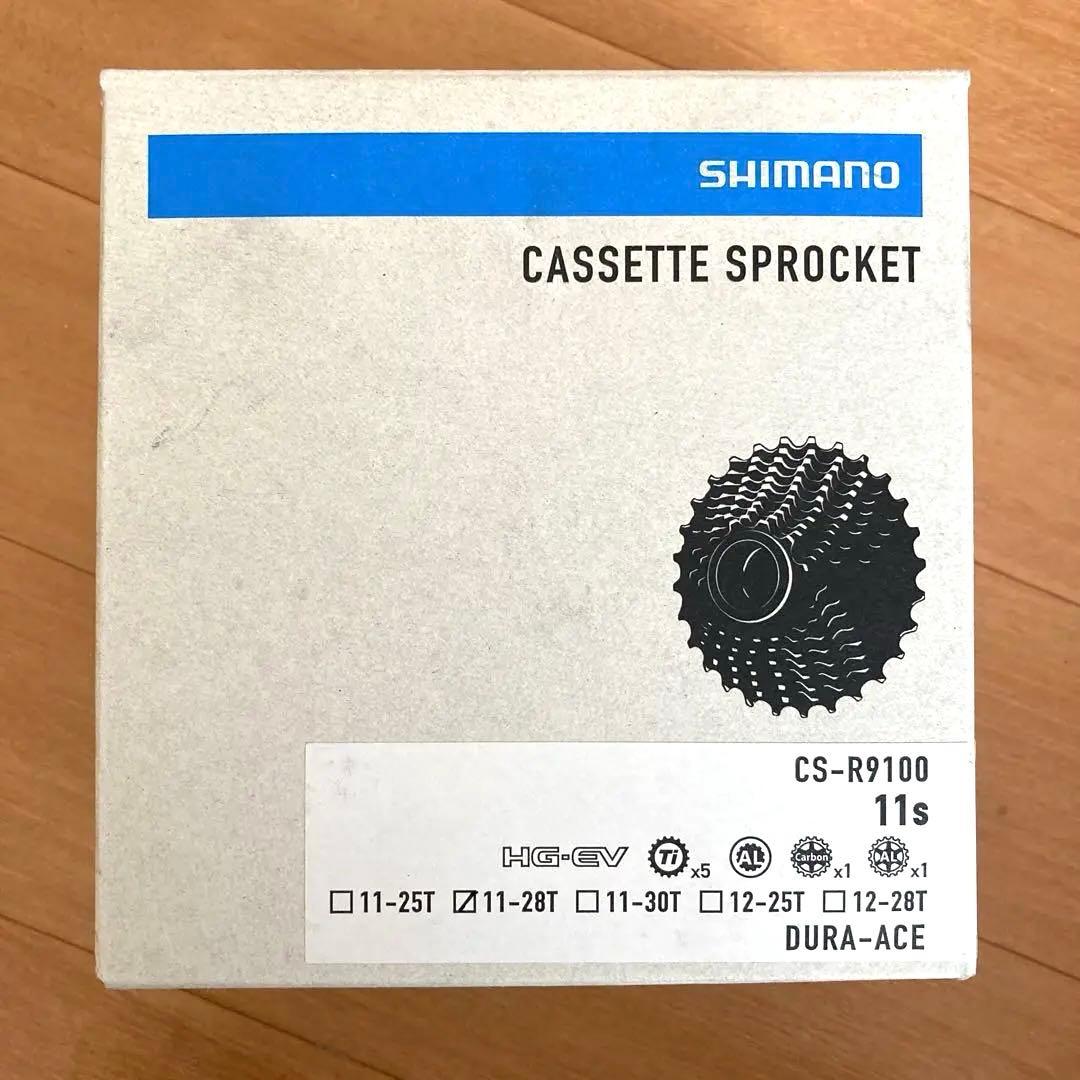 SHIMANO
CASSETTE SPROCKET
CS-R9100
11s
HG-EV Ti x5 AL Carbon x1 AL x1
☐ 11-25T ☑ 11-28T ☐ 11-30T ☐ 12-25T ☐ 12-28T
DURA-ACE